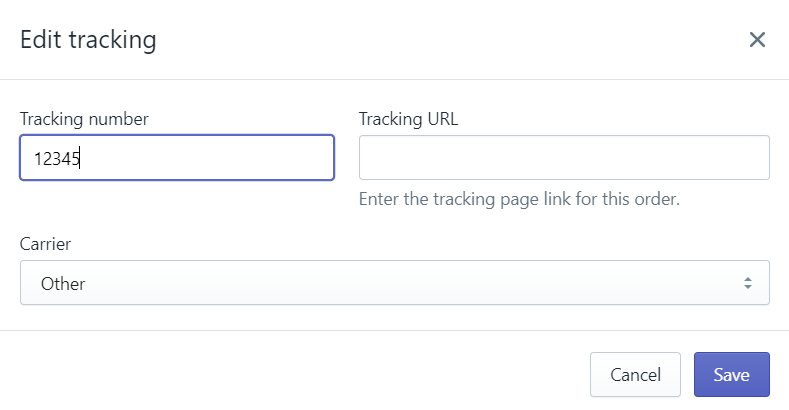 Edit tracking
Tracking number
Tracking URL
12345
Enter the tracking page link for this order.
Carrier
Other
Cancel
Save